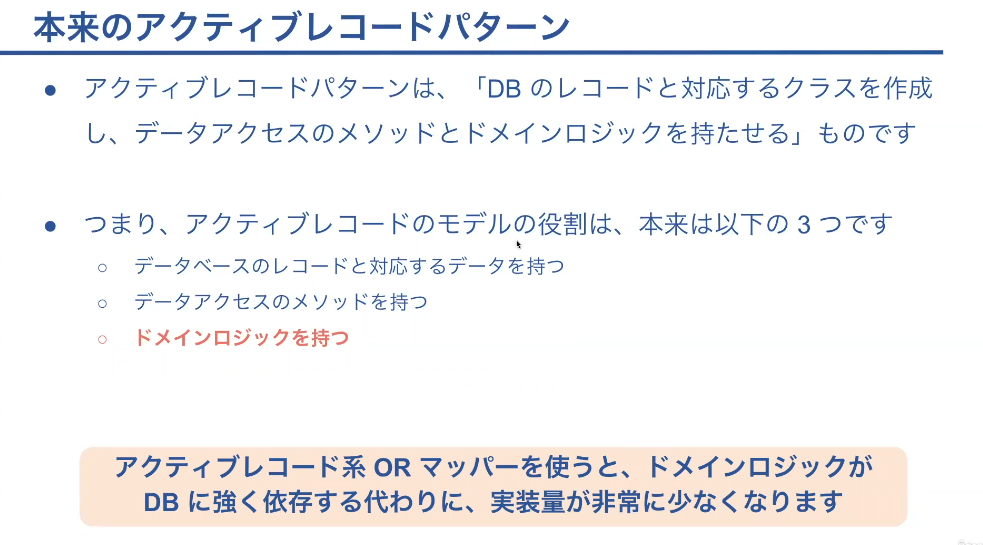 本来のアクティブレコードパターン
● アクティブレコードパターンは、「DB のレコードと対応するクラスを作成
し、データアクセスのメソッドとドメインロジックを持たせる」ものです
● つまり、アクティブレコードのモデルの役割は、本来は以下の 3 つです
○ データベースのレコードと対応するデータを持つ
○ データアクセスのメソッドを持つ
○ ドメインロジックを持つ
アクティブレコード系 OR マッパーを使うと、ドメインロジックが
DB に強く依存する代わりに、実装量が非常に少なくなります